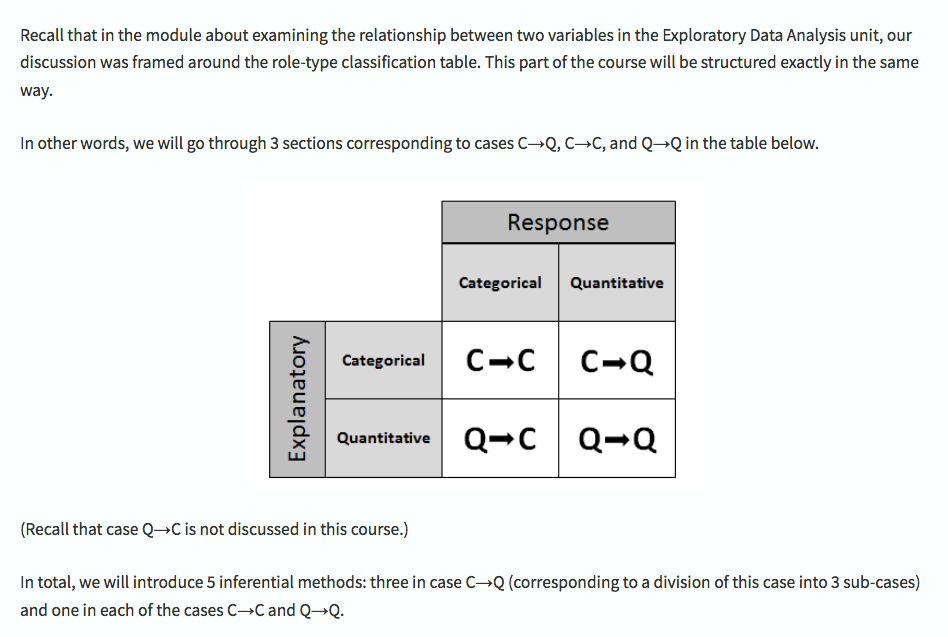 Recall that in the module about examining the relationship between two variables in the Exploratory Data Analysis unit, our
discussion was framed around the role-type classification table. This part of the course will be structured exactly in the same
way.
In other words, we will go through 3 sections corresponding to cases C→Q, C→C, and Q→Q in the table below.
Response
Categorical Quantitative
Explanatory
Categorical C→C C→Q
Quantitative Q→C Q→Q
(Recall that case Q→C is not discussed in this course.)
In total, we will introduce 5 inferential methods: three in case C→Q (corresponding to a division of this case into 3 sub-cases)
and one in each of the cases C→C and Q→Q.